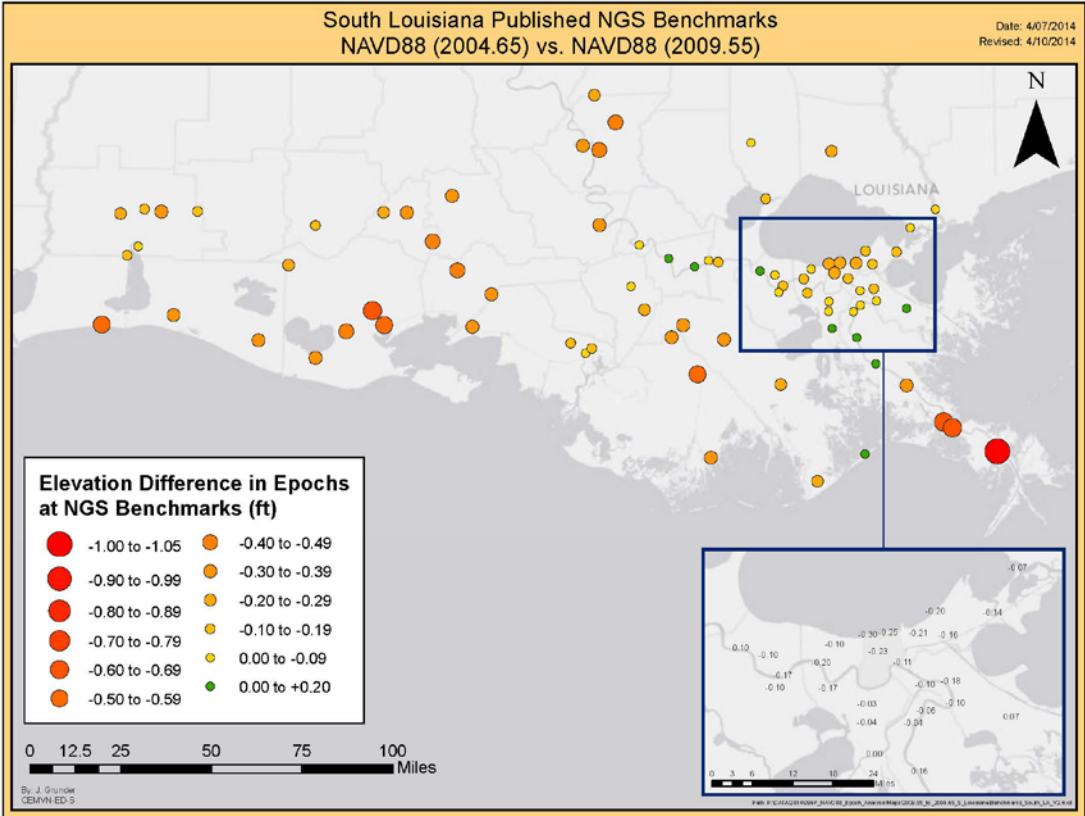 South Louisiana Published NGS Benchmarks
NAVD88 (2004.65) vs. NAVD88 (2009.55)
Date: 4/07/2014
Revised: 4/10/2014
N
LOUISIANA
Elevation Difference in Epochs
at NGS Benchmarks (ft)
-1.00 to -1.05
-0.90 to -0.99
-0.80 to -0.89
-0.70 to -0.79
-0.60 to -0.69
-0.50 to -0.59
-0.40 to -0.49
-0.30 to -0.39
-0.20 to -0.29
-0.10 to -0.19
0.00 to -0.09
0.00 to +0.20
0 12.5 25 50 75 100
Miles
By: J. Grunder
CEMVN-ED-S
-0.07
-0.20
-0.14
-0.30
-0.25
-0.21
-0.16
0.10
-0.10
-0.10
-0.23
-0.20
-0.11
-0.17
-0.10
-0.17
-0.10
-0.18
-0.03
-0.10
-0.06
-0.04
-0.04
0.07
0.00
0.16
0 3 6 12 18 24
Miles